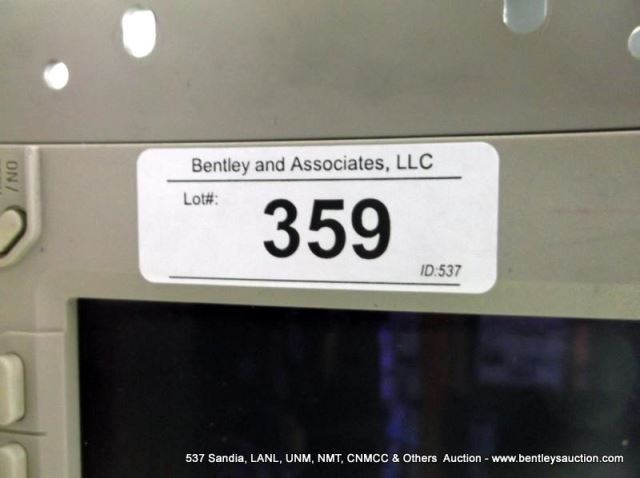 Bentley and Associates, LLC
Lot#:
359
ID:537
/ NO
537 Sandia, LANL, UNM, NMT, CNMCC & Others Auction - www.bentleysauction.com